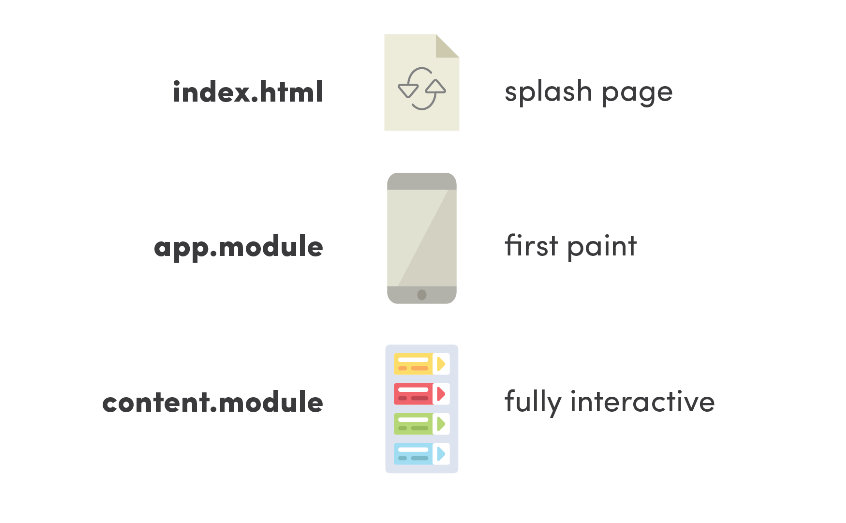 index.html
splash page
app.module
first paint
content.module
fully interactive